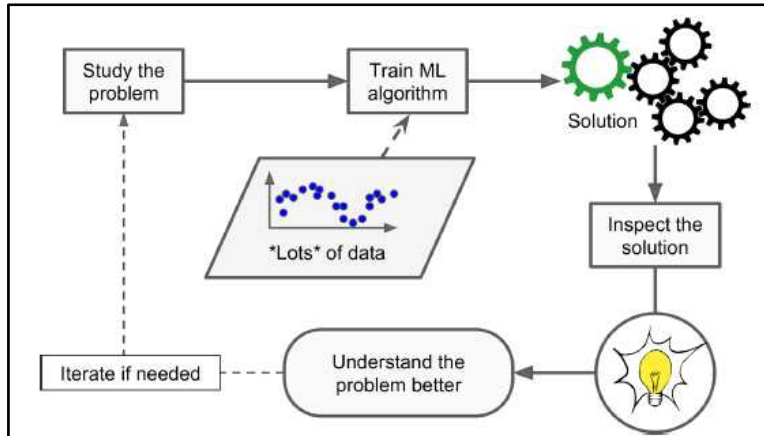 Study the
problem
Train ML
algorithm
Solution
*Lots* of data
Inspect the
solution
Understand the
problem better
Iterate if needed